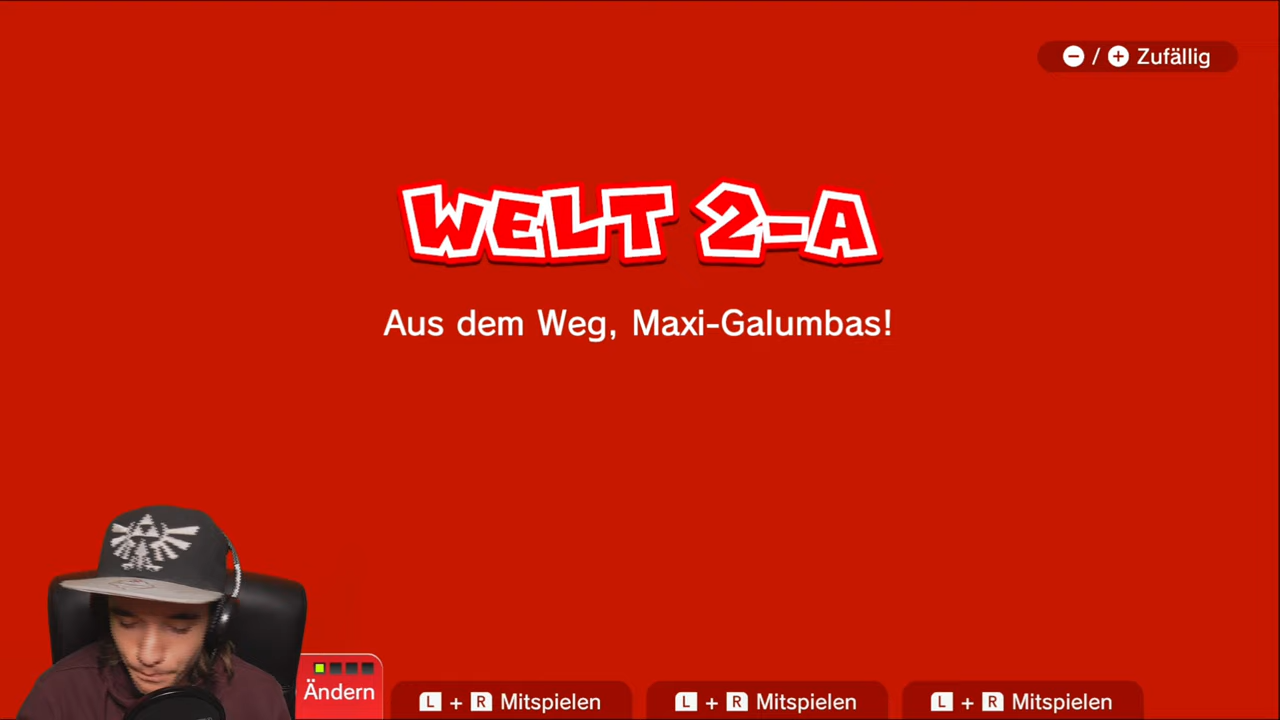 ⊖ / ⊕ Zufällig
WELT 2-A
Aus dem Weg, Maxi-Galumbas!
Ändern
L + R Mitspielen
L + R Mitspielen
L + R Mitspielen